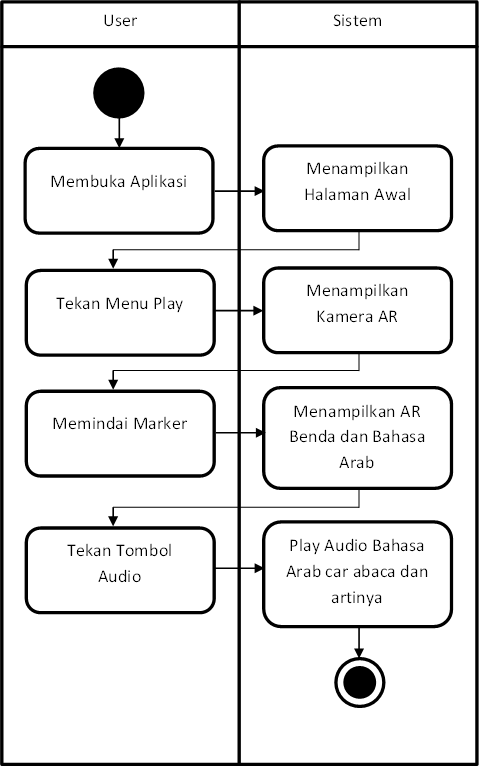 User
Sistem
Membuka Aplikasi
Menampilkan
Halaman Awal
Tekan Menu Play
Menampilkan
Kamera AR
Memindai Marker
Menampilkan AR
Benda dan Bahasa
Arab
Tekan Tombol
Audio
Play Audio Bahasa
Arab car abaca dan
artinya